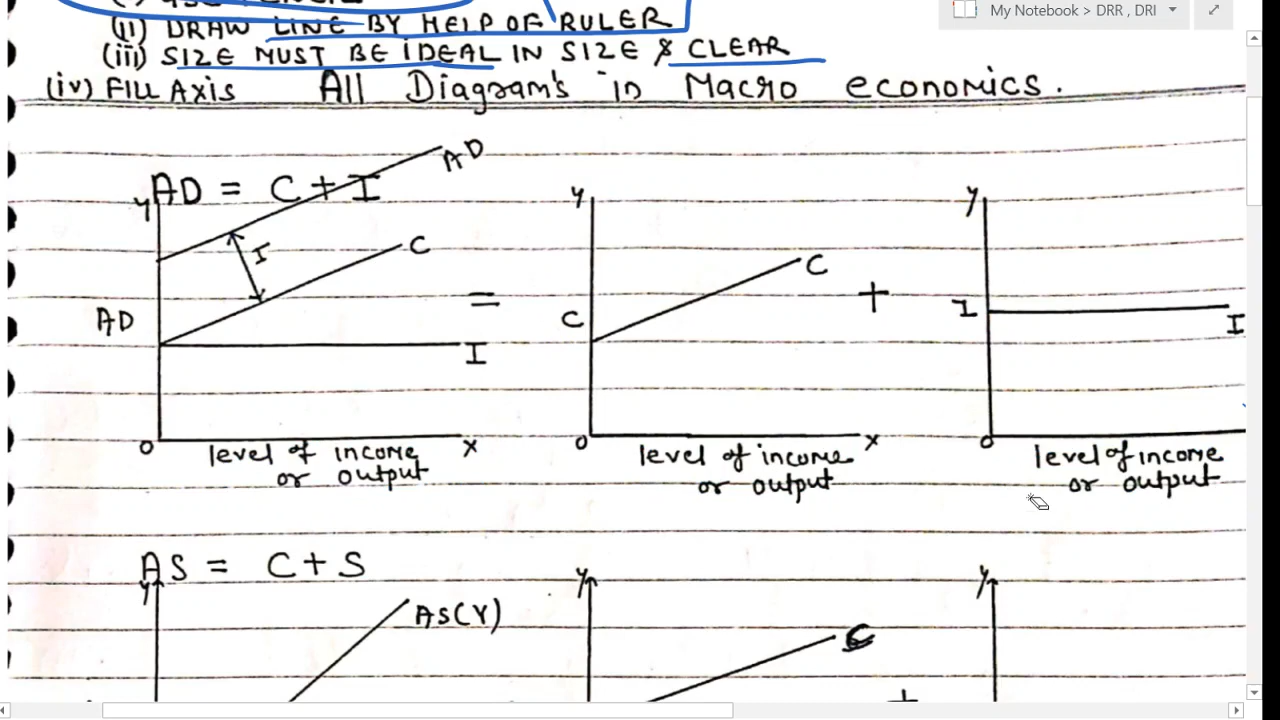 My Notebook > DRR , DRI
(ii) DRAW LINE BY HELP OF RULER
(iii) SIZE MUST BE IDEAL IN SIZE & CLEAR
(iv) FILL AXIS All Diagram's in Macro economics.
AD = C + I
y
AD
I
C
AD
I
O
level of income
or output
x
=
y
C
C
O
level of income
or output
x
+
y
I
I
O
level of income
or output
AS = C + S
y
AS(Y)
y
C
y